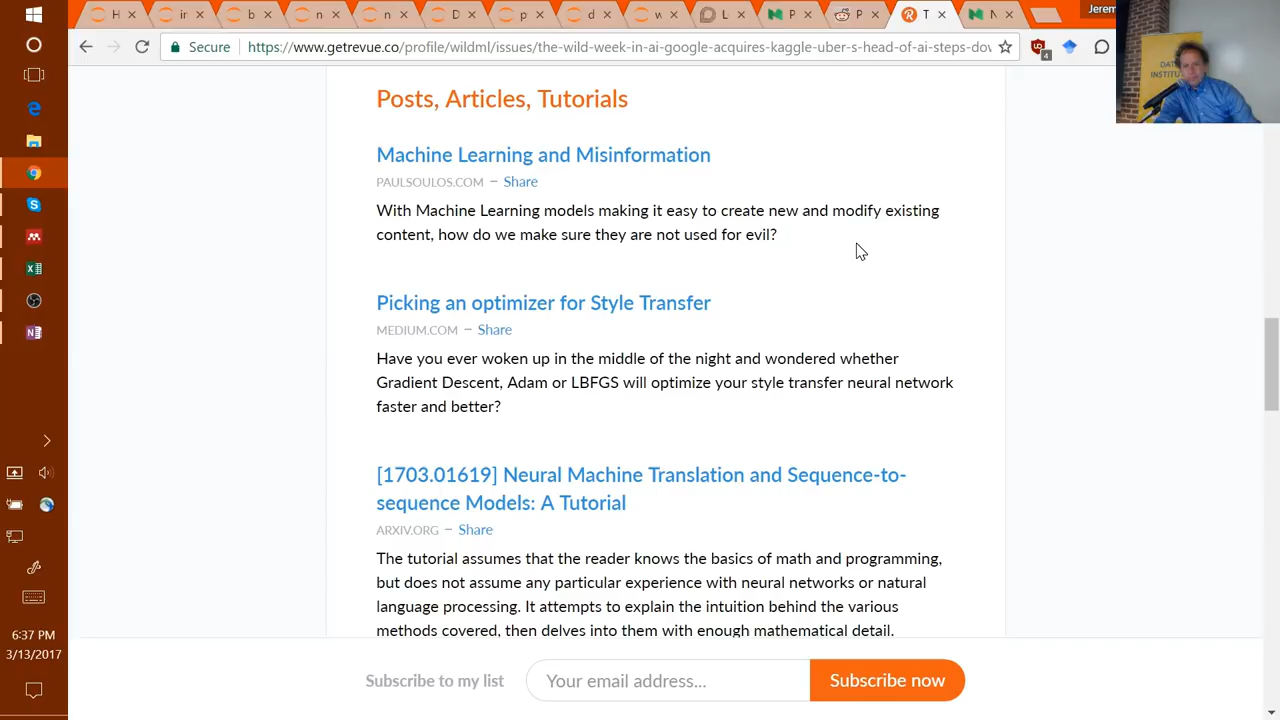 H
in
b
n
n
D
p
d
w
L
P
P
T
N
Jerem
Secure
https://www.getrevue.co/profile/wildml/issues/the-wild-week-in-ai-google-acquires-kaggle-uber-s-head-of-ai-steps-dov
4
DATA
INSTITU
Posts, Articles, Tutorials
Machine Learning and Misinformation
PAULSOULOS.COM – Share
With Machine Learning models making it easy to create new and modify existing
content, how do we make sure they are not used for evil?
Picking an optimizer for Style Transfer
MEDIUM.COM – Share
Have you ever woken up in the middle of the night and wondered whether
Gradient Descent, Adam or LBFGS will optimize your style transfer neural network
faster and better?
[1703.01619] Neural Machine Translation and Sequence-to-
sequence Models: A Tutorial
ARXIV.ORG – Share
The tutorial assumes that the reader knows the basics of math and programming,
but does not assume any particular experience with neural networks or natural
language processing. It attempts to explain the intuition behind the various
methods covered, then delves into them with enough mathematical detail.
Subscribe to my list
Your email address...
Subscribe now
6:37 PM
3/13/2017